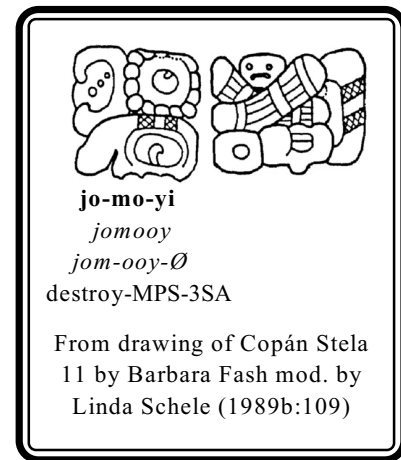 jo-mo-yi
jomooy
jom-ooy-Ø
destroy-MPS-3SA
From drawing of Copán Stela
11 by Barbara Fash mod. by
Linda Schele (1989b:109)